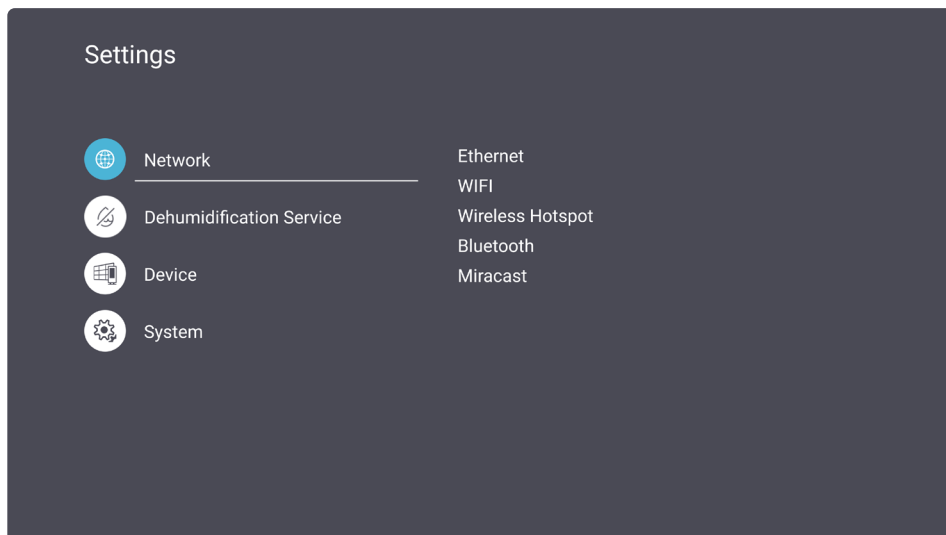 Settings
Network
Dehumidification Service
Device
System
Ethernet
WIFI
Wireless Hotspot
Bluetooth
Miracast